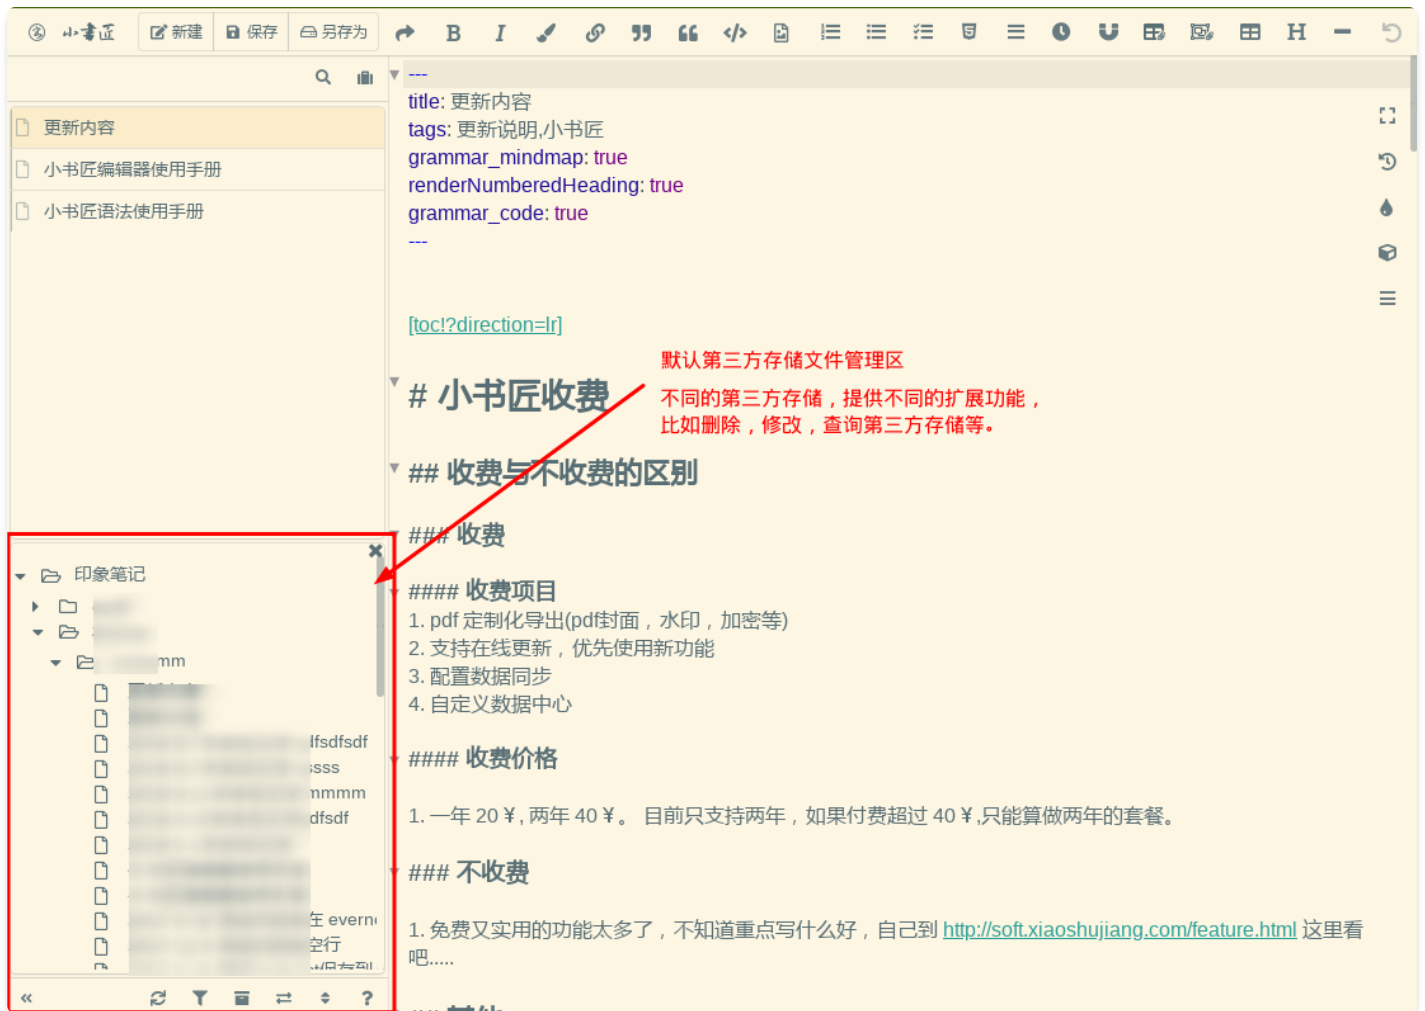 小书匠
新建
保存
另存为
更新内容
小书匠编辑器使用手册
小书匠语法使用手册
---
title: 更新内容
tags: 更新说明,小书匠
grammar_mindmap: true
renderNumberedHeading: true
grammar_code: true
---
[toc!?direction=lr]
默认第三方存储文件管理区
不同的第三方存储，提供不同的扩展功能，
比如删除，修改，查询第三方存储等。
# 小书匠收费
## 收费与不收费的区别
### 收费
#### 收费项目
1. pdf 定制化导出(pdf封面，水印，加密等)
2. 支持在线更新，优先使用新功能
3. 配置数据同步
4. 自定义数据中心
#### 收费价格
1. 一年 20￥, 两年 40￥。 目前只支持两年，如果付费超过 40￥,只能算做两年的套餐。
### 不收费
1. 免费又实用的功能太多了，不知道重点写什么好，自己到 http://soft.xiaoshujiang.com/feature.html 这里看
吧.....
印象笔记
mm
dfsdfsdf
ssss
mmmm
dfsdf
在 everno
空行